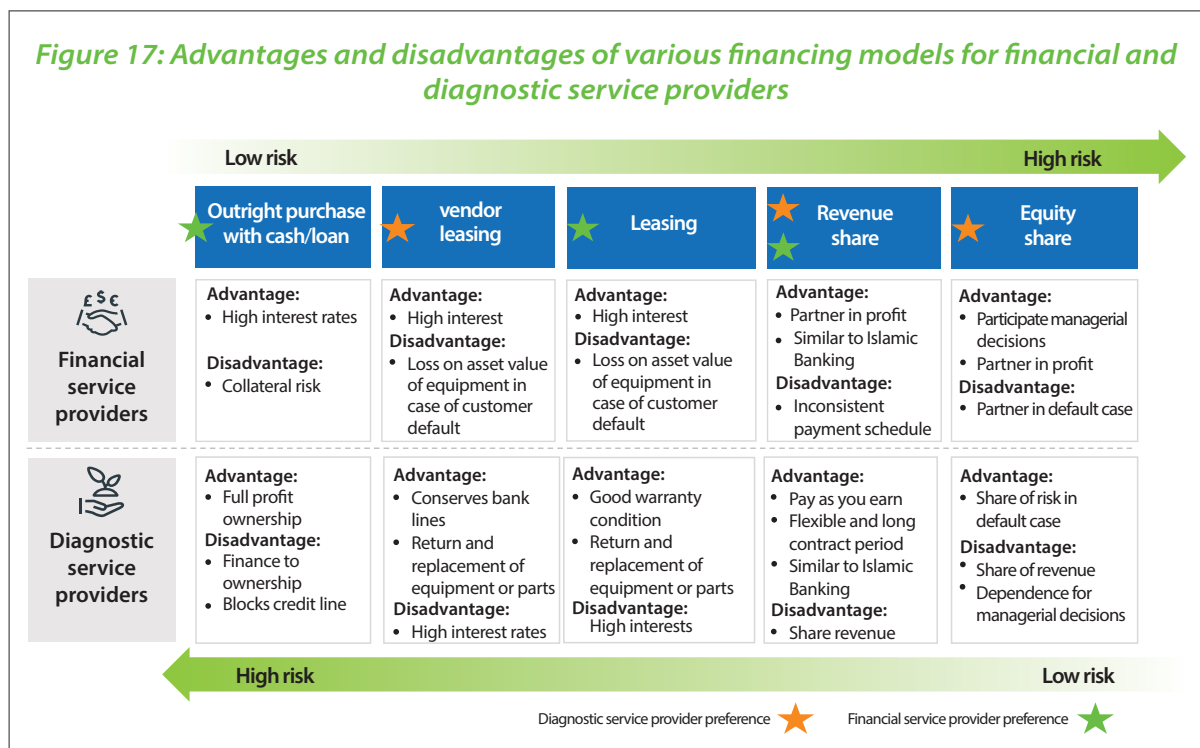 Figure 17: Advantages and disadvantages of various financing models for financial and
diagnostic service providers
Low risk
High risk
Outright purchase
with cash/loan
vendor
leasing
Leasing
Revenue
share
Equity
share
£ $ €
Financial
service
providers
Advantage:
• High interest rates
Disadvantage:
• Collateral risk
Advantage:
• High interest
Disadvantage:
• Loss on asset value
of equipment in
case of customer
default
Advantage:
• High interest
Disadvantage:
• Loss on asset value
of equipment in
case of customer
default
Advantage:
• Partner in profit
• Similar to Islamic
Banking
Disadvantage:
• Inconsistent
payment schedule
Advantage:
• Participate managerial
decisions
• Partner in profit
Disadvantage:
• Partner in default case
Diagnostic
service
providers
Advantage:
• Full profit
ownership
Disadvantage:
• Finance to
ownership
• Blocks credit line
Advantage:
• Conserves bank
lines
• Return and
replacement of
equipment or parts
Disadvantage:
• High interest rates
Advantage:
• Good warranty
condition
• Return and
replacement of
equipment or parts
Disadvantage:
High interests
Advantage:
• Pay as you earn
• Flexible and long
contract period
• Similar to Islamic
Banking
Disadvantage:
• Share revenue
Advantage:
• Share of risk in
default case
Disadvantage:
• Share of revenue
• Dependence for
managerial decisions
High risk
Low risk
Diagnostic service provider preference
Financial service provider preference